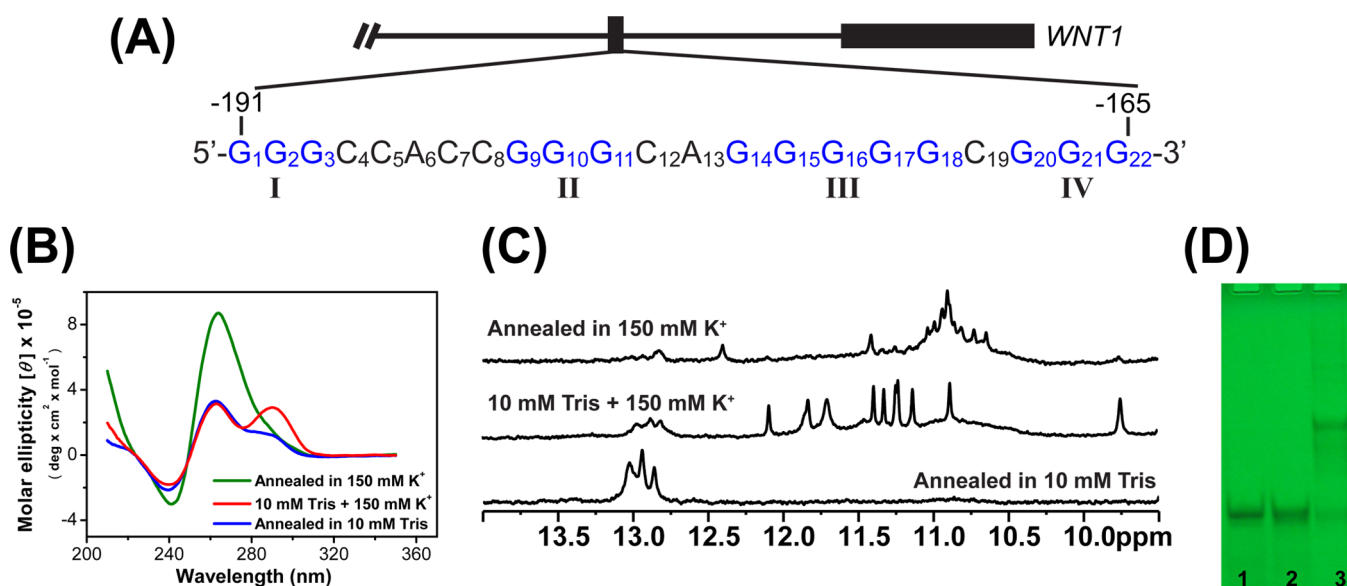 (A)
WNT1
-191
-165
5’-G1G2G3C4C5A6C7C8G9G10G11C12A13G14G15G16G17G18C19G20G21G22-3’
I II III IV
(B)
Molar ellipticity [θ] x 10-5
( deg x cm2 x mol-1 )
8
4
0
-4
Annealed in 150 mM K+
10 mM Tris + 150 mM K+
Annealed in 10 mM Tris
200 240 280 320 360
Wavelength (nm)
(C)
Annealed in 150 mM K+
10 mM Tris + 150 mM K+
Annealed in 10 mM Tris
13.5 13.0 12.5 12.0 11.5 11.0 10.5 10.0ppm
(D)
1 2 3